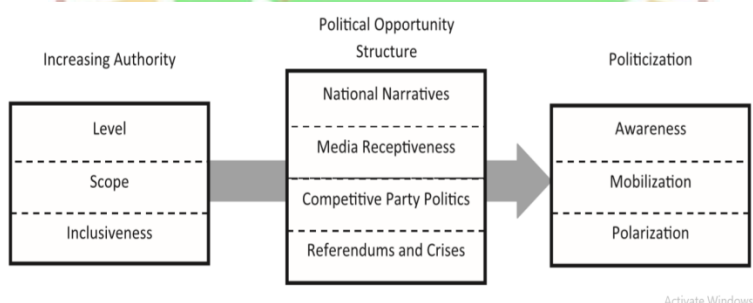 Increasing Authority
Level
Scope
Inclusiveness
Political Opportunity
Structure
National Narratives
Media Receptiveness
Competitive Party Politics
Referendums and Crises
Politicization
Awareness
Mobilization
Polarization
Activate Windows